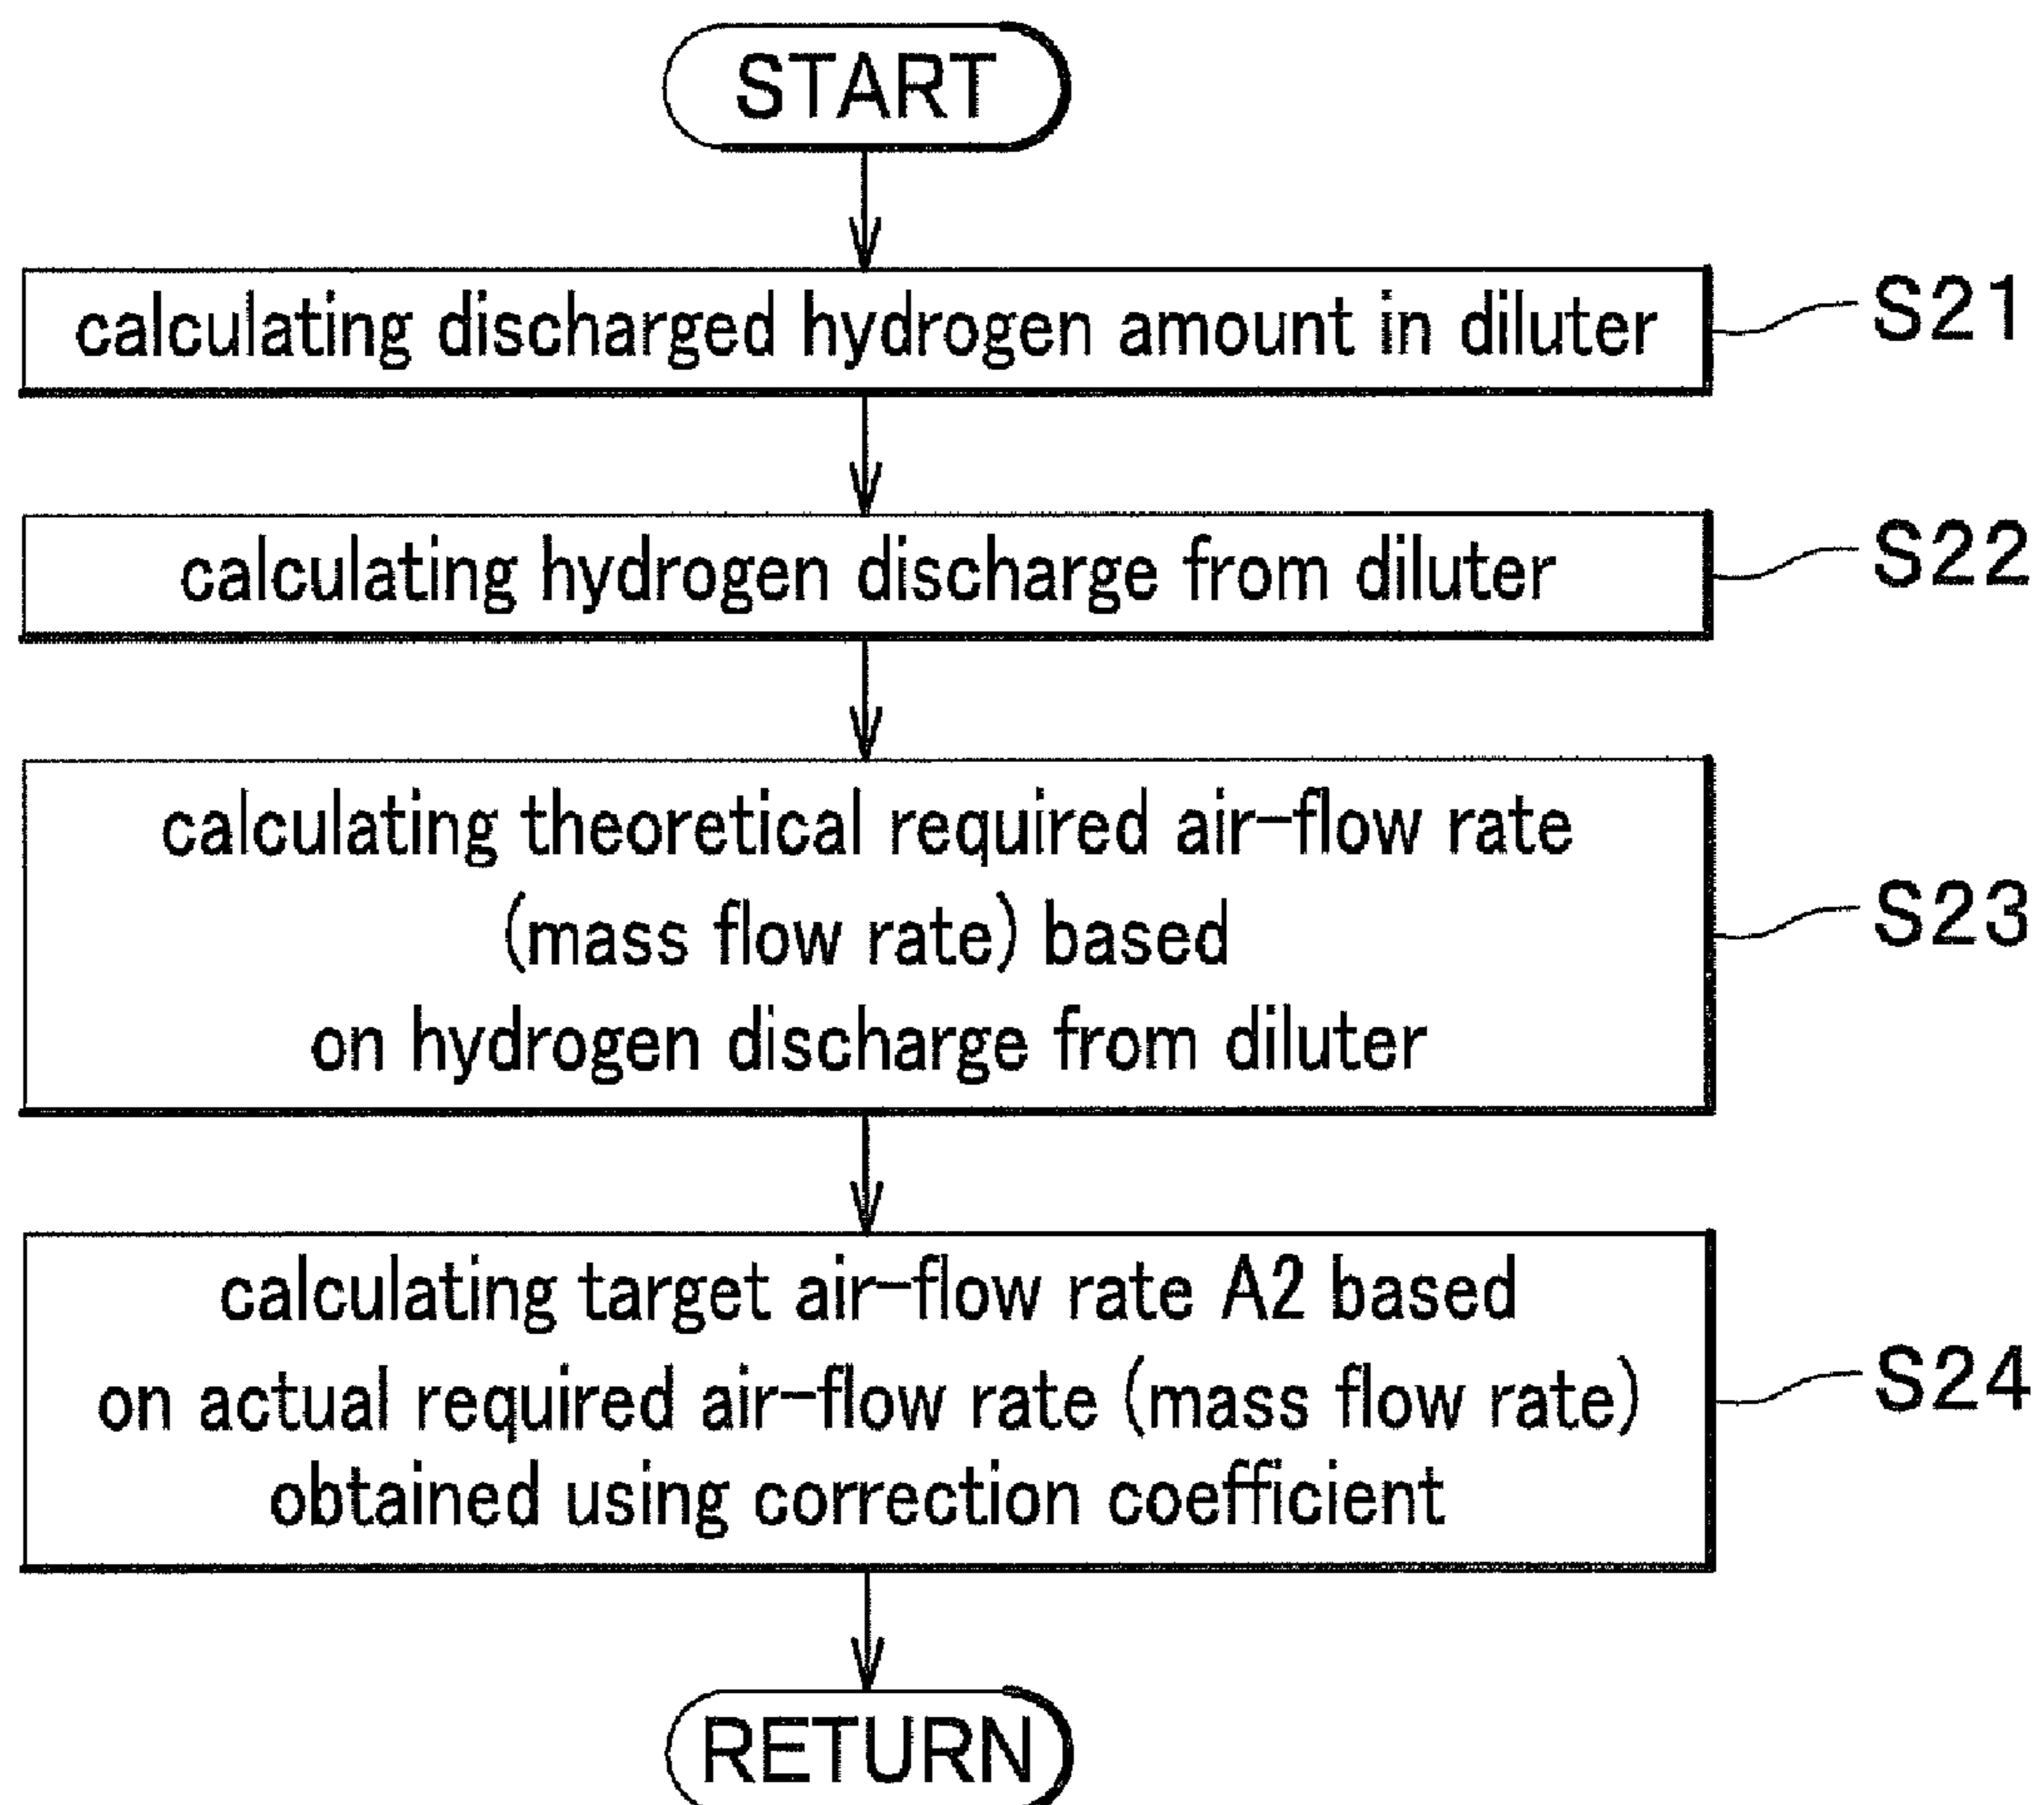 START
calculating discharged hydrogen amount in diluter
S21
calculating hydrogen discharge from diluter
S22
calculating theoretical required air-flow rate
(mass flow rate) based
on hydrogen discharge from diluter
S23
calculating target air-flow rate A2 based
on actual required air-flow rate (mass flow rate)
obtained using correction coefficient
S24
RETURN